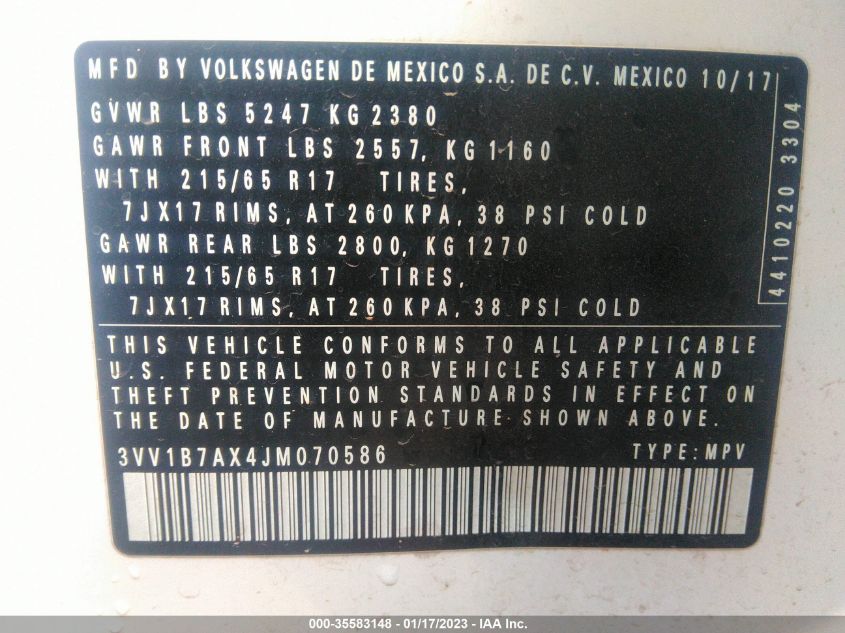 MFD BY VOLKSWAGEN DE MEXICO S.A. DE C.V. MEXICO 10/17
GVWR LBS 5247 KG 2380
GAWR FRONT LBS 2557, KG 1160
WITH 215/65 R17 TIRES,
7JX17 RIMS, AT 260 KPA, 38 PSI COLD
GAWR REAR LBS 2800, KG 1270
WITH 215/65 R17 TIRES,
7JX17 RIMS, AT 260 KPA, 38 PSI COLD
4410220 3304
THIS VEHICLE CONFORMS TO ALL APPLICABLE
U.S. FEDERAL MOTOR VEHICLE SAFETY AND
THEFT PREVENTION STANDARDS IN EFFECT ON
THE DATE OF MANUFACTURE SHOWN ABOVE.
3VV1B7AX4JM070586 TYPE: MPV
000-35583148 - 01/17/2023 - IAA Inc.